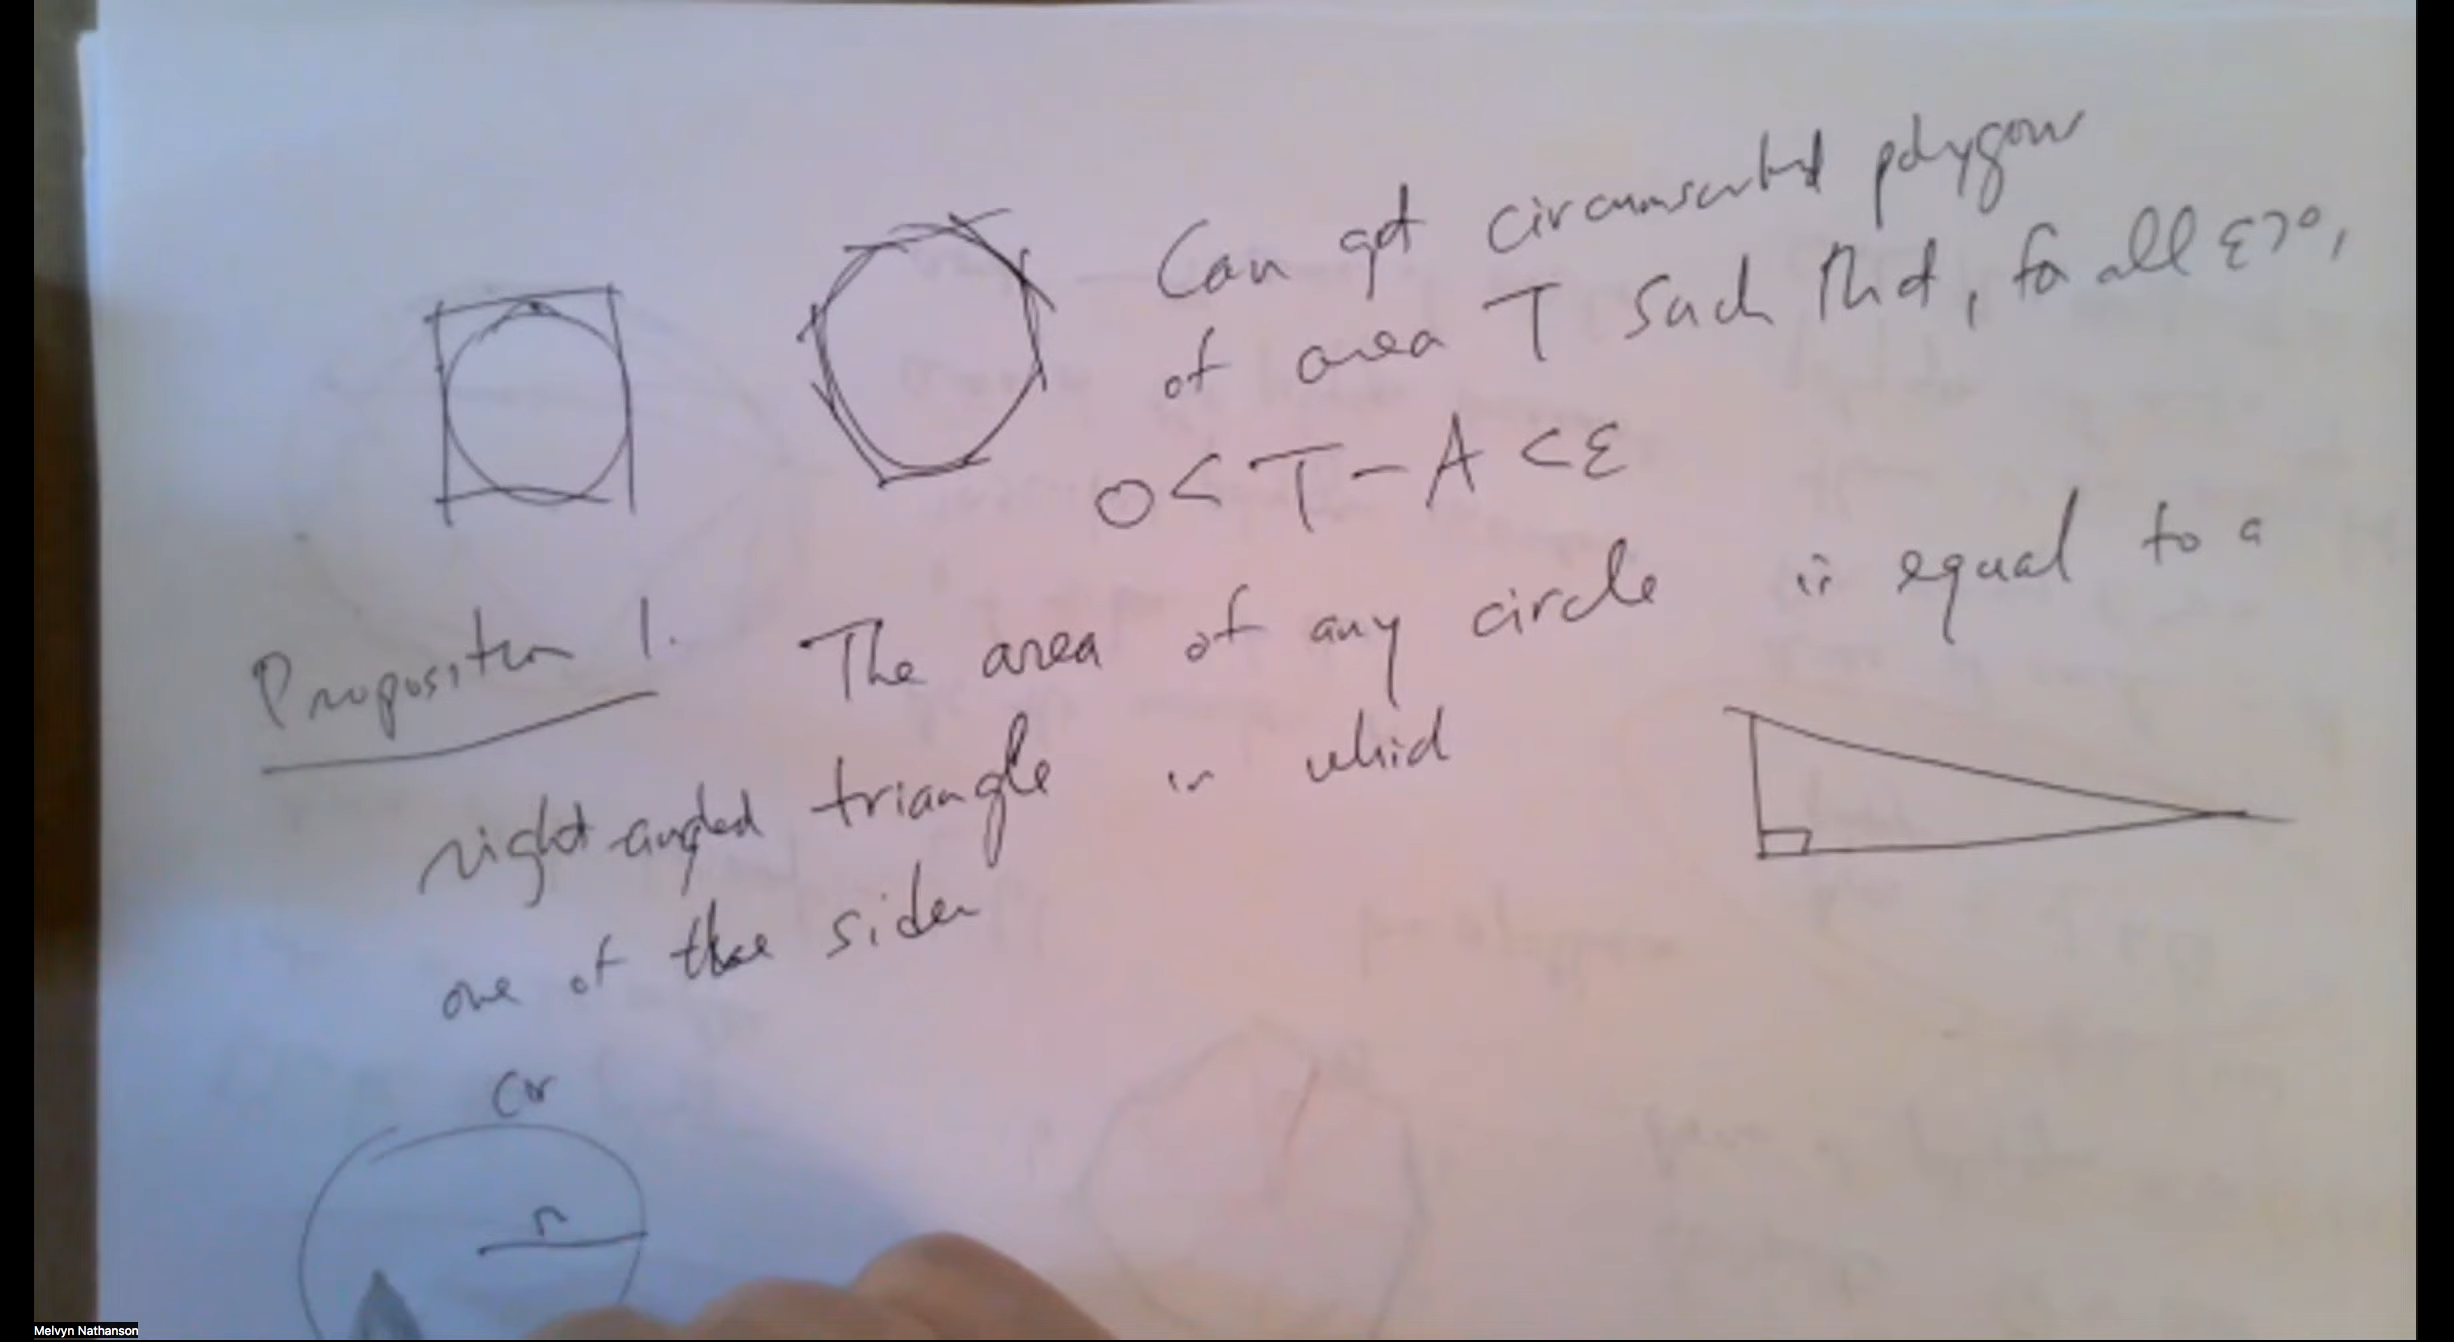 Can get circumscribed polygon
of area T such that, for all ε>0,
0 < T - A < ε
Proposition 1. The area of any circle is equal to a
right angled triangle in which
one of the sides
r
Melvyn Nathanson